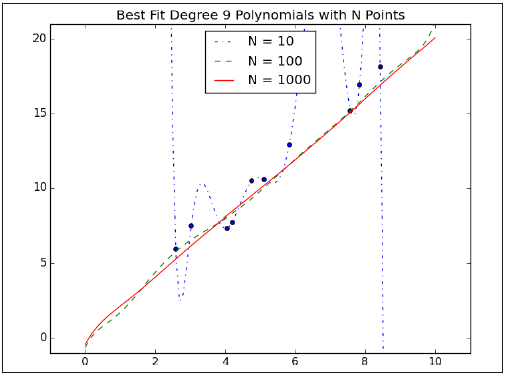 Best Fit Degree 9 Polynomials with N Points
N = 10
N = 100
N = 1000
20
15
10
5
0
0 2 4 6 8 10